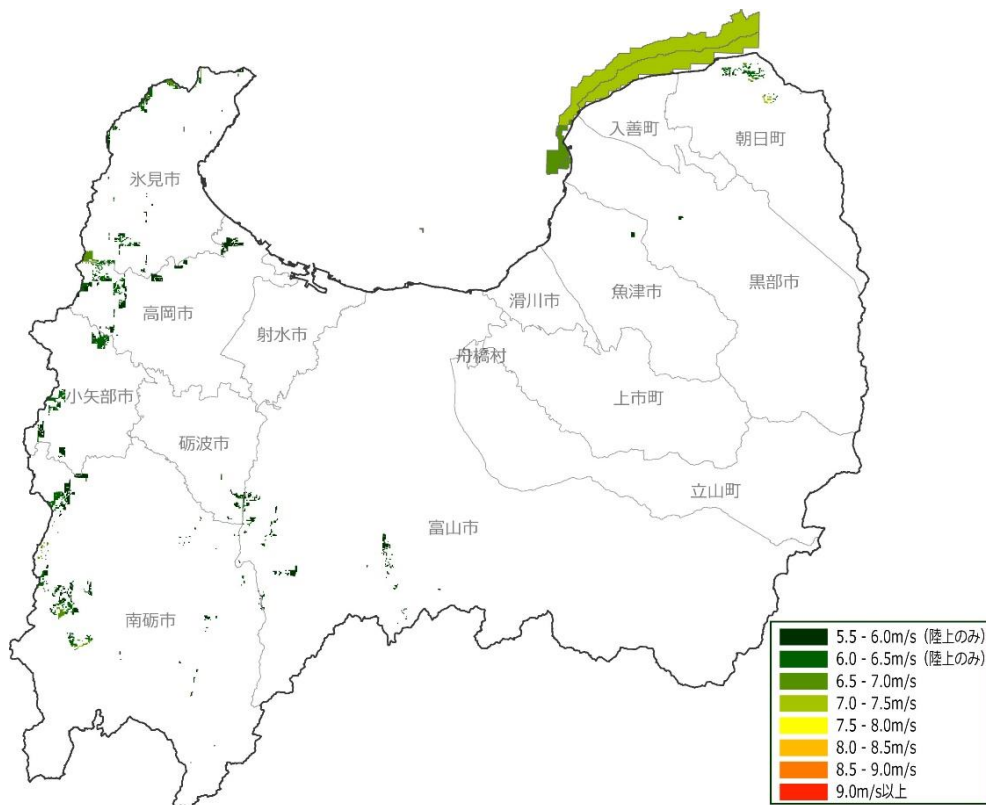 入善町
朝日町
氷見市
黒部市
魚津市
滑川市
高岡市
射水市
舟橋村
小矢部市
上市町
砺波市
立山町
富山市
南砺市
5.5 - 6.0m/s (陸上のみ)
6.0 - 6.5m/s (陸上のみ)
6.5 - 7.0m/s
7.0 - 7.5m/s
7.5 - 8.0m/s
8.0 - 8.5m/s
8.5 - 9.0m/s
9.0m/s以上